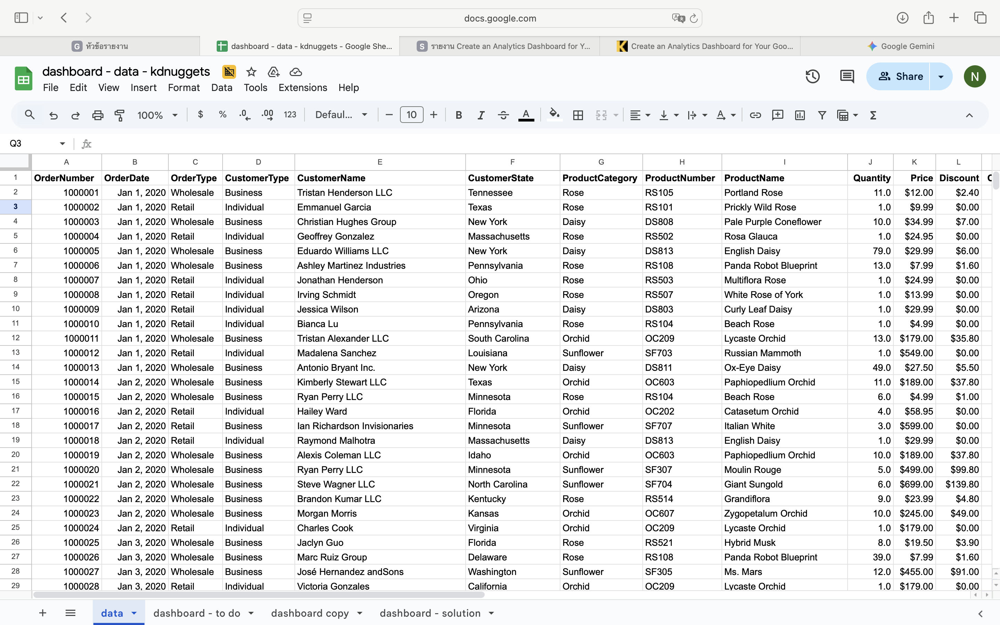 docs.google.com
G หัวข้อรายงาน
dashboard - data - kdnuggets - Google She...
S รายงาน Create an Analytics Dashboard for Y...
K Create an Analytics Dashboard for Your Goo...
Google Gemini
dashboard - data - kdnuggets
File Edit View Insert Format Data Tools Extensions Help
Share
N
100% $ % .0 .00 123 Defaul... 10 B I A Σ
Q3 fx
A B C D E F G H I J K L
1 OrderNumber OrderDate OrderType CustomerType CustomerName CustomerState ProductCategory ProductNumber ProductName Quantity Price Discount
2 1000001 Jan 1, 2020 Wholesale Business Tristan Henderson LLC Tennessee Rose RS105 Portland Rose 11.0 $12.00 $2.40
3 1000002 Jan 1, 2020 Retail Individual Emmanuel Garcia Texas Rose RS101 Prickly Wild Rose 1.0 $9.99 $0.00
4 1000003 Jan 1, 2020 Wholesale Business Christian Hughes Group New York Daisy DS808 Pale Purple Coneflower 10.0 $34.99 $7.00
5 1000004 Jan 1, 2020 Retail Individual Geoffrey Gonzalez Massachusetts Rose RS502 Rosa Glauca 1.0 $24.95 $0.00
6 1000005 Jan 1, 2020 Wholesale Business Eduardo Williams LLC New York Daisy DS813 English Daisy 79.0 $29.99 $6.00
7 1000006 Jan 1, 2020 Wholesale Business Ashley Martinez Industries Pennsylvania Rose RS108 Panda Robot Blueprint 13.0 $7.99 $1.60
8 1000007 Jan 1, 2020 Retail Individual Jonathan Henderson Ohio Rose RS503 Multiflora Rose 1.0 $24.99 $0.00
9 1000008 Jan 1, 2020 Retail Individual Irving Schmidt Oregon Rose RS507 White Rose of York 1.0 $13.99 $0.00
10 1000009 Jan 1, 2020 Retail Individual Jessica Wilson Arizona Daisy DS803 Curly Leaf Daisy 1.0 $29.99 $0.00
11 1000010 Jan 1, 2020 Retail Individual Bianca Lu Pennsylvania Rose RS104 Beach Rose 1.0 $4.99 $0.00
12 1000011 Jan 1, 2020 Wholesale Business Tristan Alexander LLC South Carolina Orchid OC209 Lycaste Orchid 13.0 $179.00 $35.80
13 1000012 Jan 1, 2020 Retail Individual Madalena Sanchez Louisiana Sunflower SF703 Russian Mammoth 1.0 $549.00 $0.00
14 1000013 Jan 1, 2020 Wholesale Business Antonio Bryant Inc. New York Daisy DS811 Ox-Eye Daisy 49.0 $27.50 $5.50
15 1000014 Jan 2, 2020 Wholesale Business Kimberly Stewart LLC Texas Orchid OC603 Paphiopedlium Orchid 11.0 $189.00 $37.80
16 1000015 Jan 2, 2020 Wholesale Business Ryan Perry LLC Minnesota Rose RS104 Beach Rose 6.0 $4.99 $1.00
17 1000016 Jan 2, 2020 Retail Individual Hailey Ward Florida Orchid OC202 Catasetum Orchid 4.0 $58.95 $0.00
18 1000017 Jan 2, 2020 Retail Business Ian Richardson Invisionaries Minnesota Sunflower SF707 Italian White 3.0 $599.00 $0.00
19 1000018 Jan 2, 2020 Retail Individual Raymond Malhotra Massachusetts Daisy DS813 English Daisy 1.0 $29.99 $0.00
20 1000019 Jan 2, 2020 Wholesale Business Alexis Coleman LLC Idaho Orchid OC603 Paphiopedlium Orchid 10.0 $189.00 $37.80
21 1000020 Jan 2, 2020 Wholesale Business Ryan Perry LLC Minnesota Sunflower SF307 Moulin Rouge 5.0 $499.00 $99.80
22 1000021 Jan 2, 2020 Wholesale Business Steve Wagner LLC North Carolina Sunflower SF704 Giant Sungold 6.0 $699.00 $139.80
23 1000022 Jan 2, 2020 Wholesale Business Brandon Kumar LLC Kentucky Rose RS514 Grandiflora 9.0 $23.99 $4.80
24 1000023 Jan 2, 2020 Wholesale Business Morgan Morris Kansas Orchid OC607 Zygopetalum Orchid 10.0 $245.00 $49.00
25 1000024 Jan 2, 2020 Retail Individual Charles Cook Virginia Orchid OC209 Lycaste Orchid 1.0 $179.00 $0.00
26 1000025 Jan 3, 2020 Wholesale Business Jaclyn Guo Florida Rose RS521 Hybrid Musk 8.0 $19.50 $3.90
27 1000026 Jan 3, 2020 Wholesale Business Marc Ruiz Group Delaware Rose RS108 Panda Robot Blueprint 39.0 $7.99 $1.60
28 1000027 Jan 3, 2020 Wholesale Business José Hernandez andSons Washington Sunflower SF305 Ms. Mars 12.0 $455.00 $91.00
29 1000028 Jan 3, 2020 Retail Individual Victoria Gonzales California Orchid OC209 Lycaste Orchid 1.0 $179.00 $0.00
data dashboard - to do dashboard copy dashboard - solution